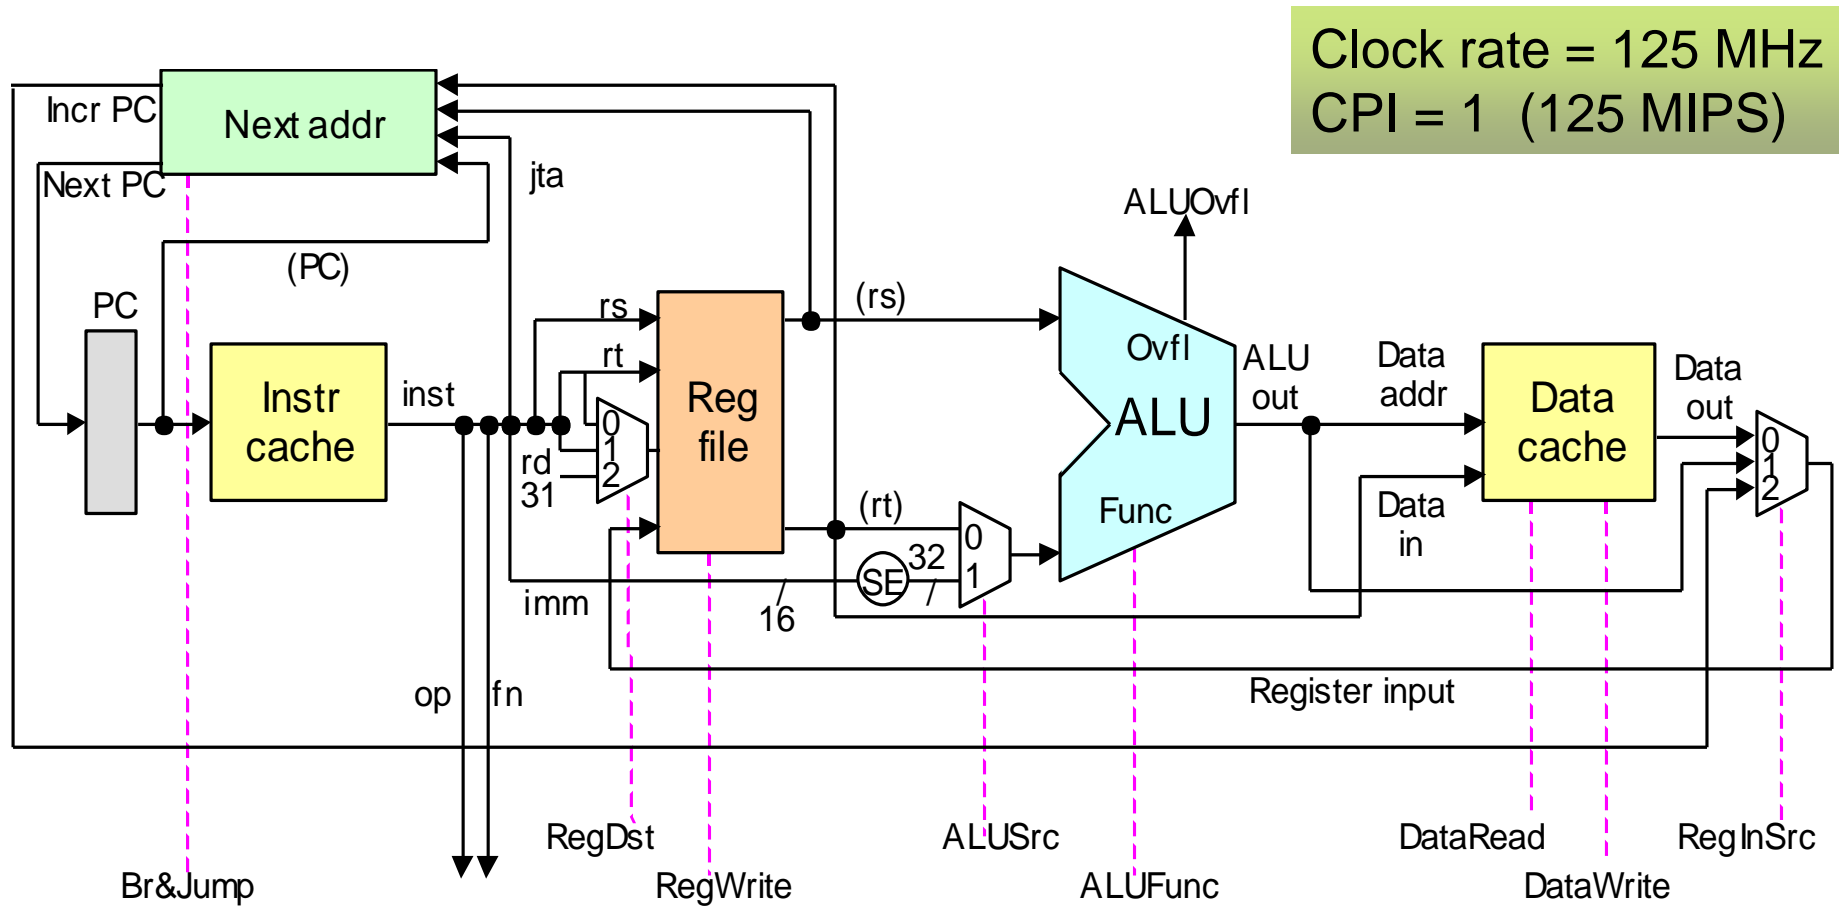 Clock rate = 125 MHz
CPI = 1 (125 MIPS)
Incr PC
Next addr
Next PC
jta
(PC)
ALUOvfl
PC
rs
(rs)
rt
Ovfl
ALU
out
Data
addr
Data
out
Instr
cache
inst
Reg
file
ALU
Data
cache
0
1
2
rd
31
0
1
2
(rt)
Func
Data
in
0
1
SE
32
/
imm
/
16
op
fn
Register input
RegDst
ALUSrc
DataRead
RegInSrc
Br&Jump
RegWrite
ALUFunc
DataWrite